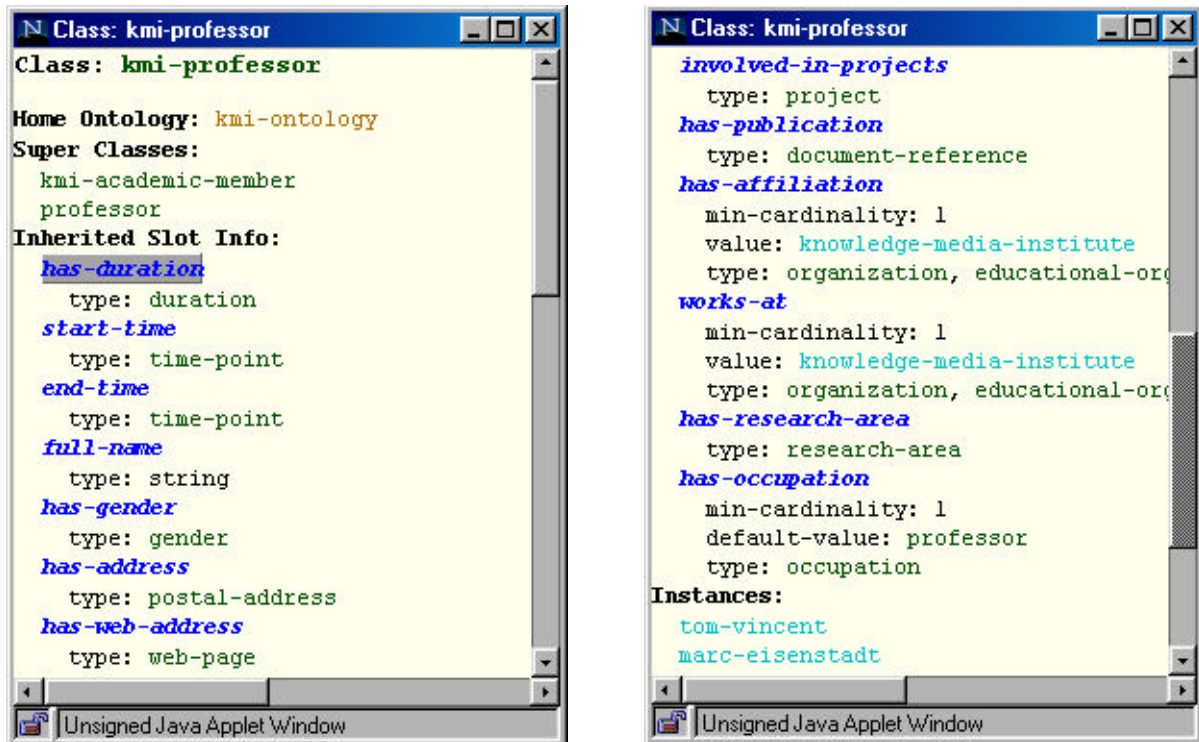 Class: kmi-professor
Class: kmi-professor
Home Ontology: kmi-ontology
Super Classes:
kmi-academic-member
professor
Inherited Slot Info:
has-duration
type: duration
start-time
type: time-point
end-time
type: time-point
full-name
type: string
has-gender
type: gender
has-address
type: postal-address
has-web-address
type: web-page
Unsigned Java Applet Window
Class: kmi-professor
involved-in-projects
type: project
has-publication
type: document-reference
has-affiliation
min-cardinality: 1
value: knowledge-media-institute
type: organization, educational-org
works-at
min-cardinality: 1
value: knowledge-media-institute
type: organization, educational-org
has-research-area
type: research-area
has-occupation
min-cardinality: 1
default-value: professor
type: occupation
Instances:
tom-vincent
marc-eisenstadt
Unsigned Java Applet Window